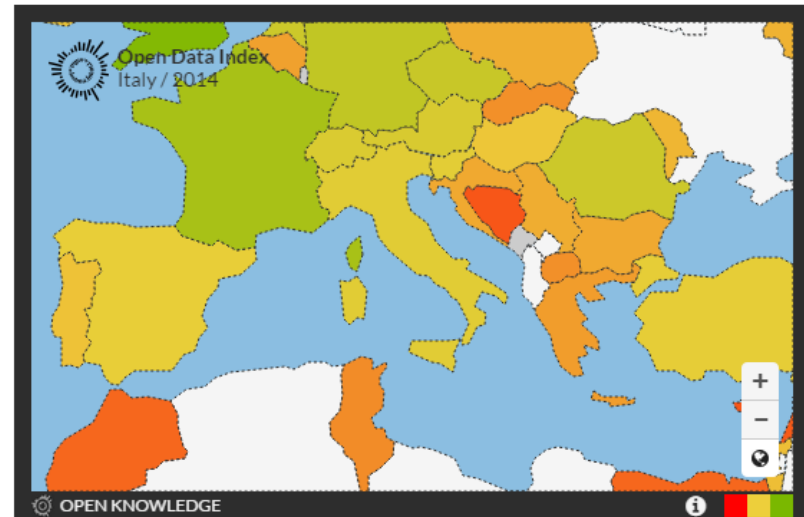 Open Data Index
Italy / 2014
+
−
OPEN KNOWLEDGE
i